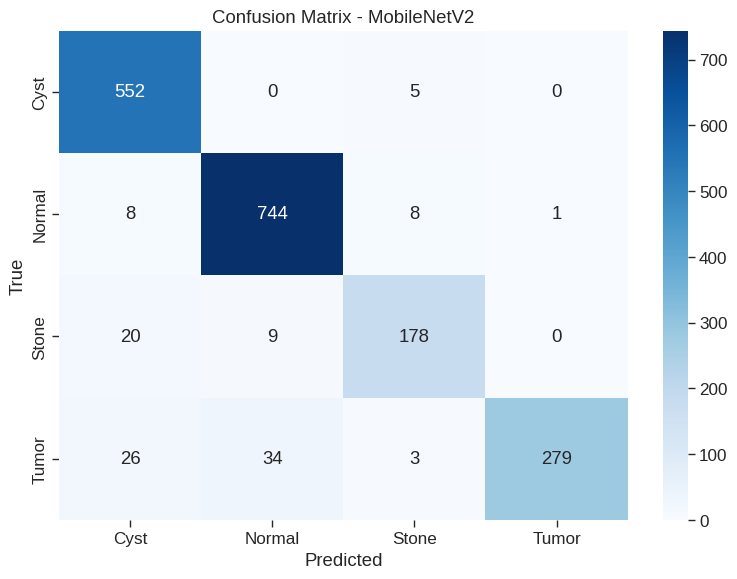 Confusion Matrix - MobileNetV2
Cyst
552 0 5 0
Normal
8 744 8 1
Stone
20 9 178 0
Tumor
26 34 3 279
True
Cyst Normal Stone Tumor
Predicted
700
600
500
400
300
200
100
0